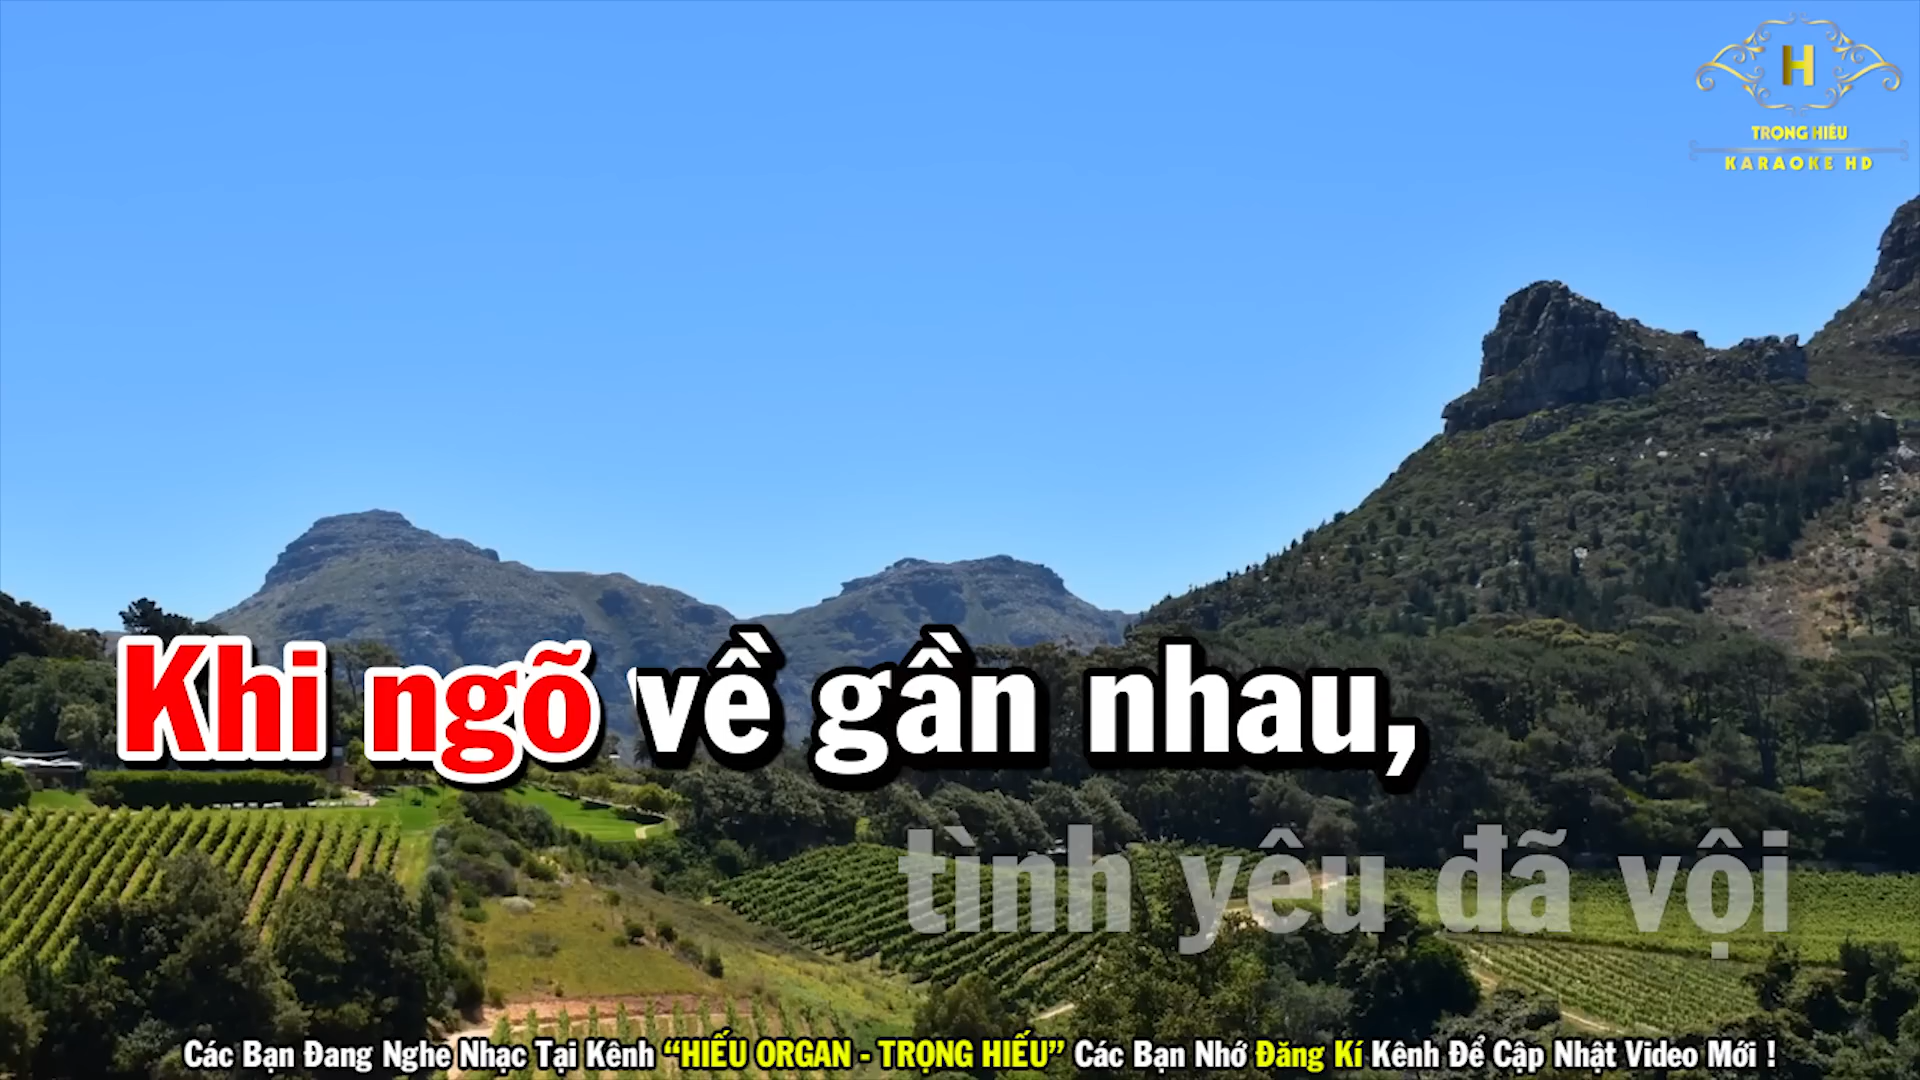 H
TRỌNG HIẾU
KARAOKE HD
Khi ngõ về gần nhau,
tình yêu đã vội
Các Bạn Đang Nghe Nhạc Tại Kênh “HIẾU ORGAN - TRỌNG HIẾU” Các Bạn Nhớ Đăng Kí Kênh Để Cập Nhật Video Mới !